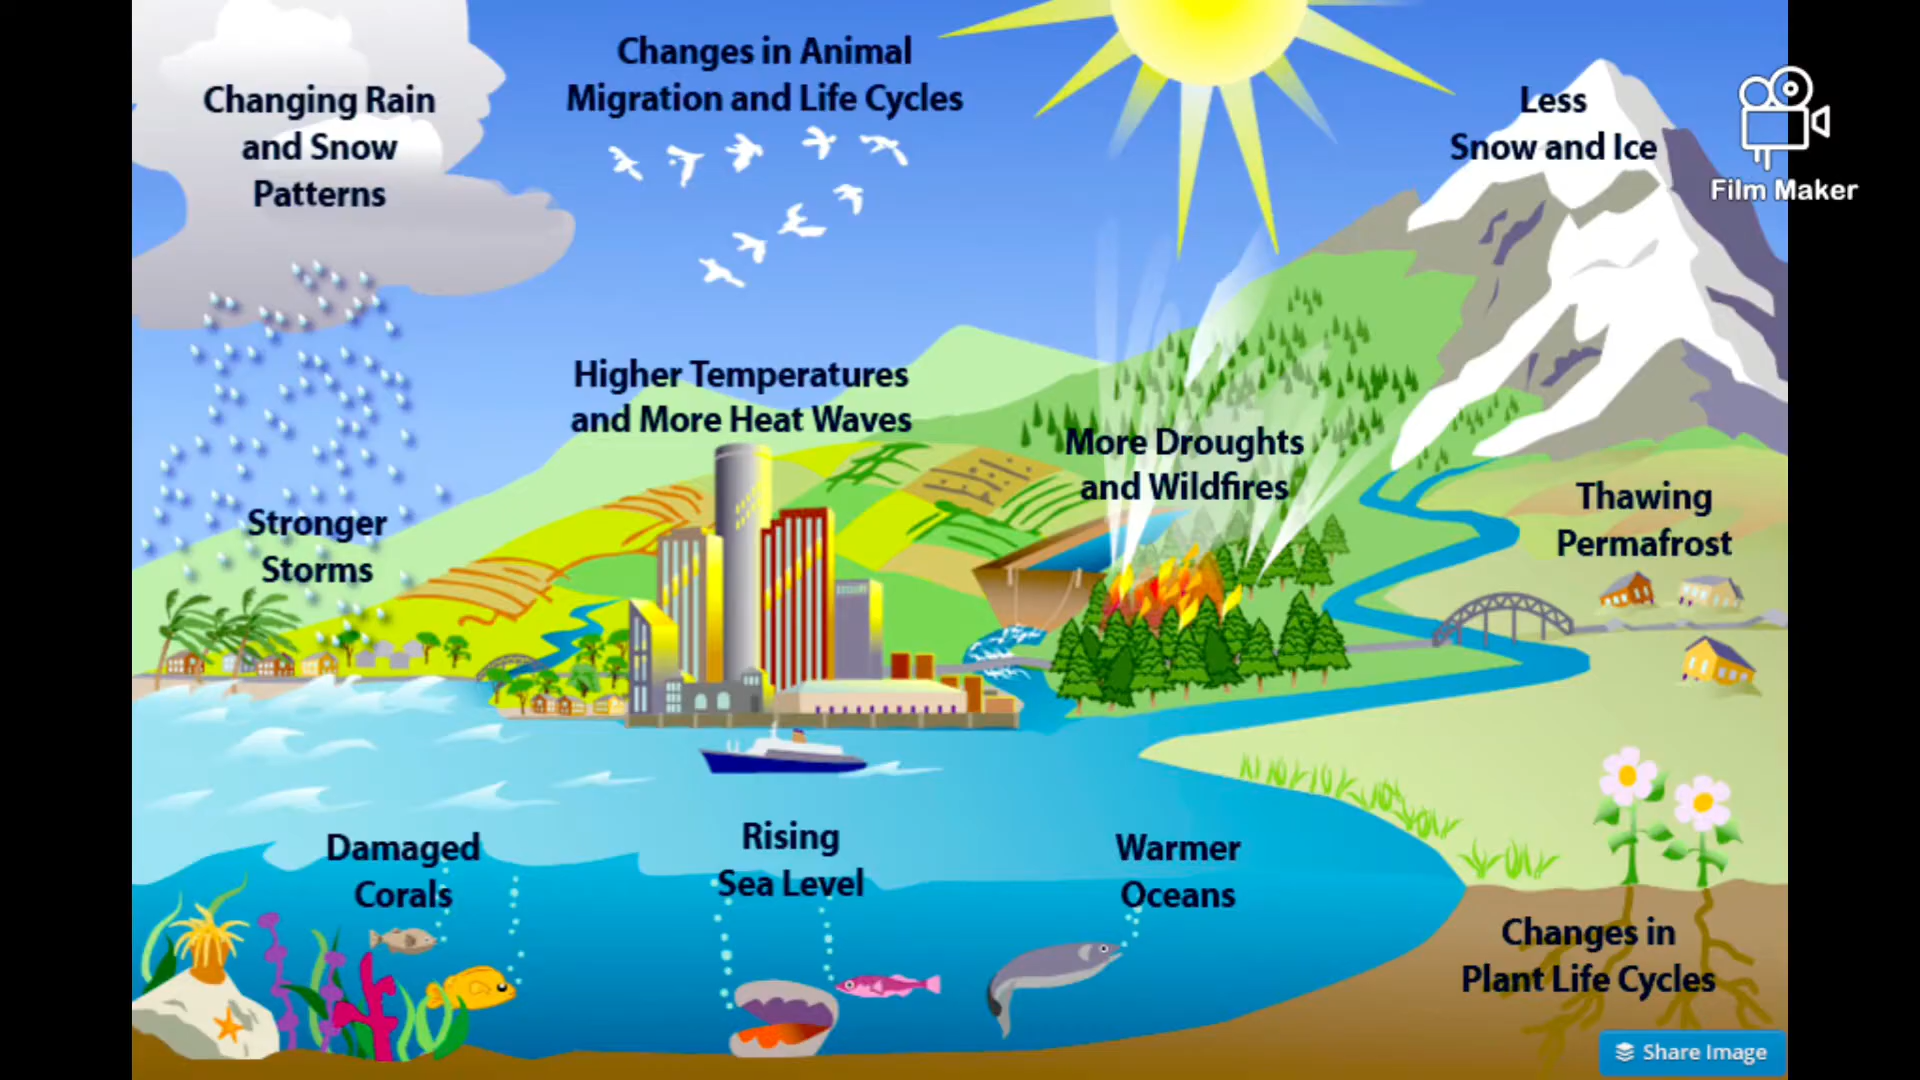 Changes in Animal
Migration and Life Cycles
Changing Rain
and Snow
Patterns
Less
Snow and Ice
Film Maker
Higher Temperatures
and More Heat Waves
More Droughts
and Wildfires
Stronger
Storms
Thawing
Permafrost
Damaged
Corals
Rising
Sea Level
Warmer
Oceans
Changes in
Plant Life Cycles
Share Image